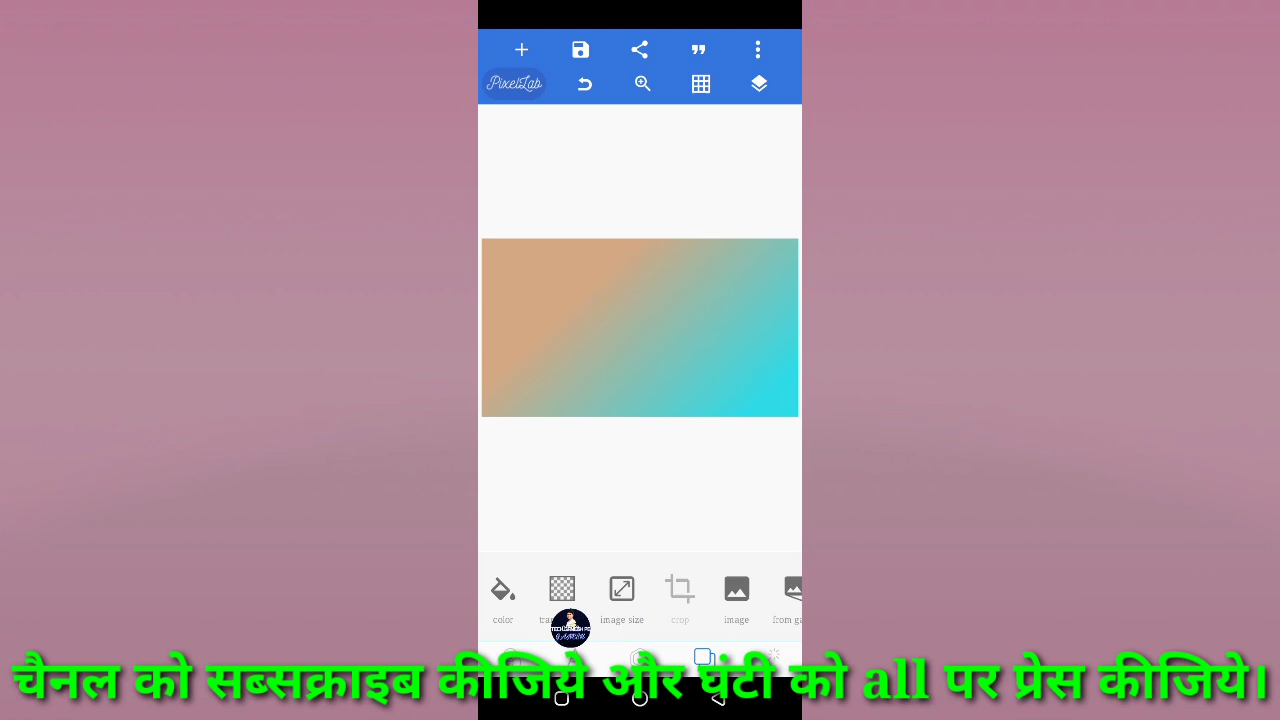 PixelLab
color
image size
crop
image
चैनल को सब्सक्राइब कीजिये और घंटी को all पर प्रेस कीजिये।